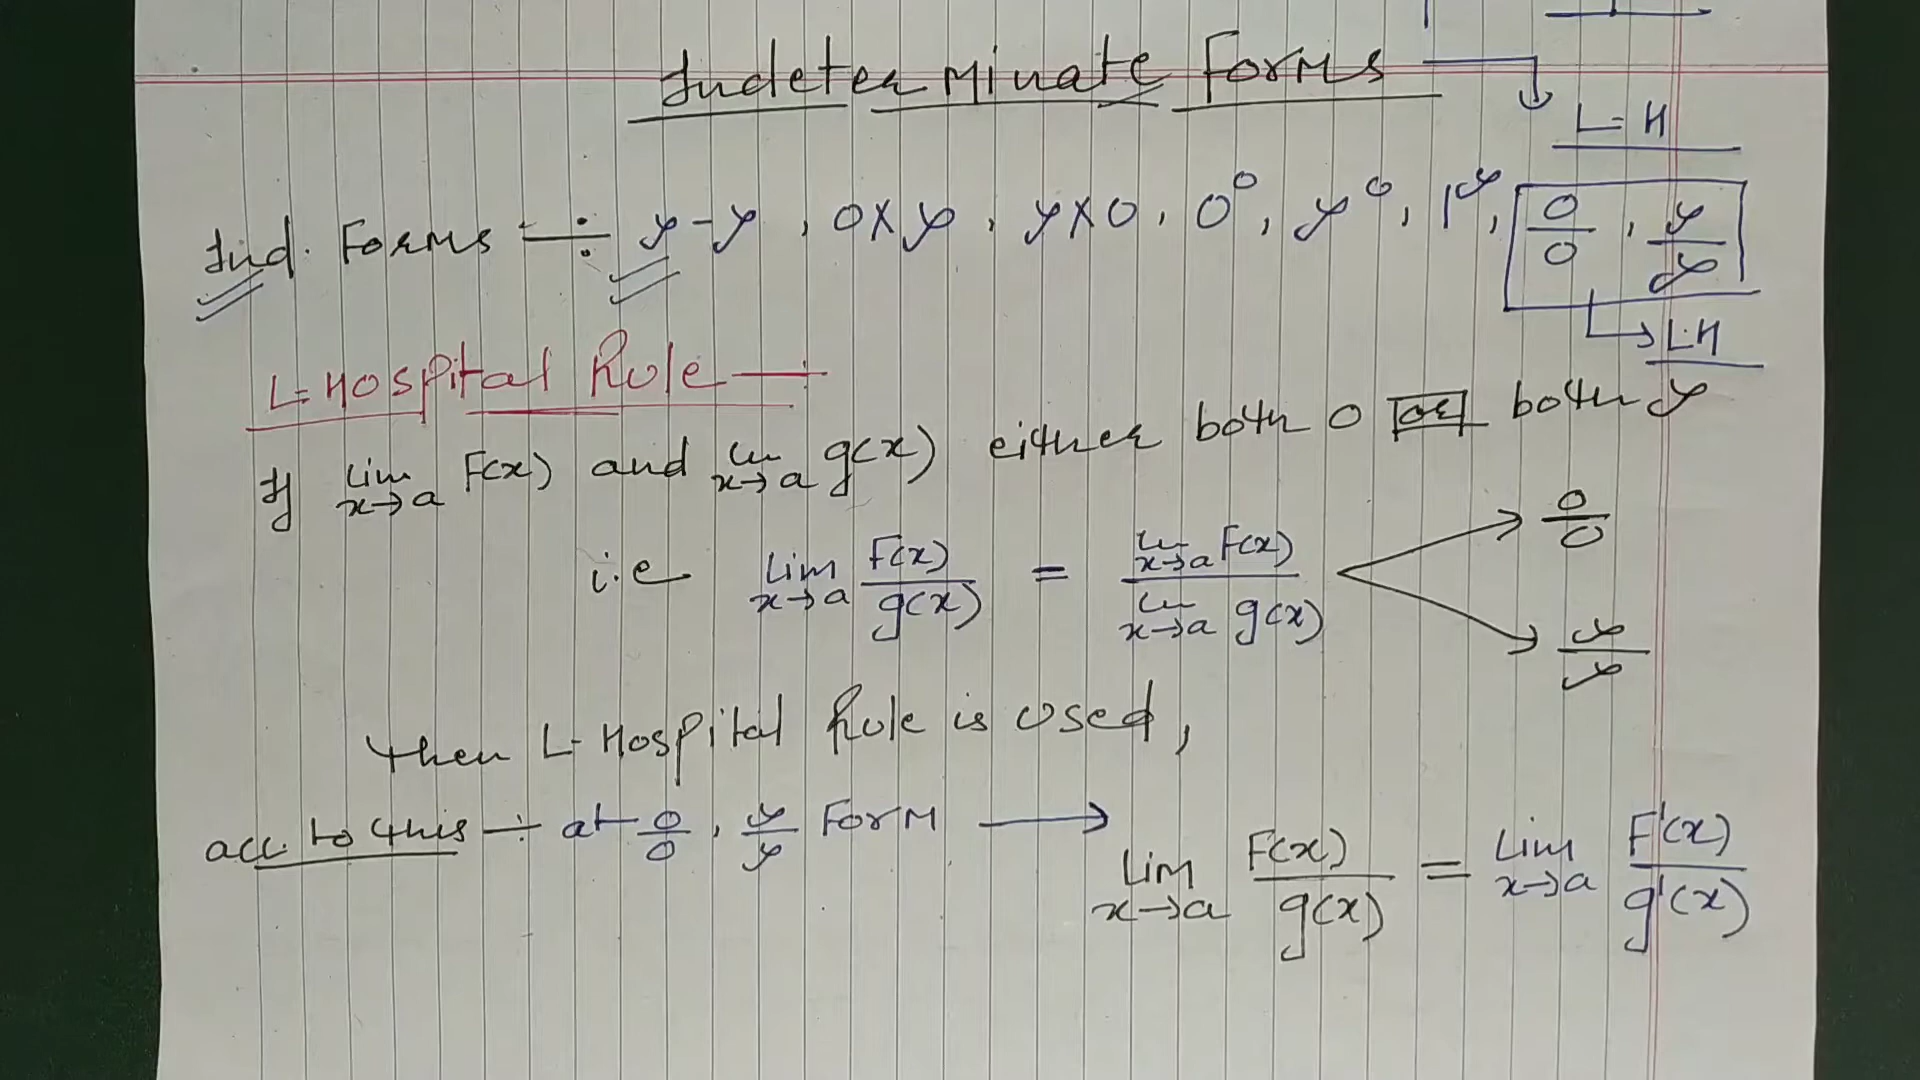 Indeterminate Forms
L-H
Ind. Forms ÷ ∞-∞, 0×∞, ∞×0, 0⁰, ∞⁰, 1^∞, 0/0, ∞/∞
L-H
L-Hospital Rule ÷
If lim x→a F(x) and lim x→a g(x) either both 0 or both ∞
i.e lim x→a F(x)/g(x) = lim x→a F(x) / lim x→a g(x) → 0/0 → ∞/∞
then L-Hospital Rule is used,
acc. to this ÷ at 0/0, ∞/∞ Form → lim x→a F(x)/g(x) = lim x→a F'(x)/g'(x)